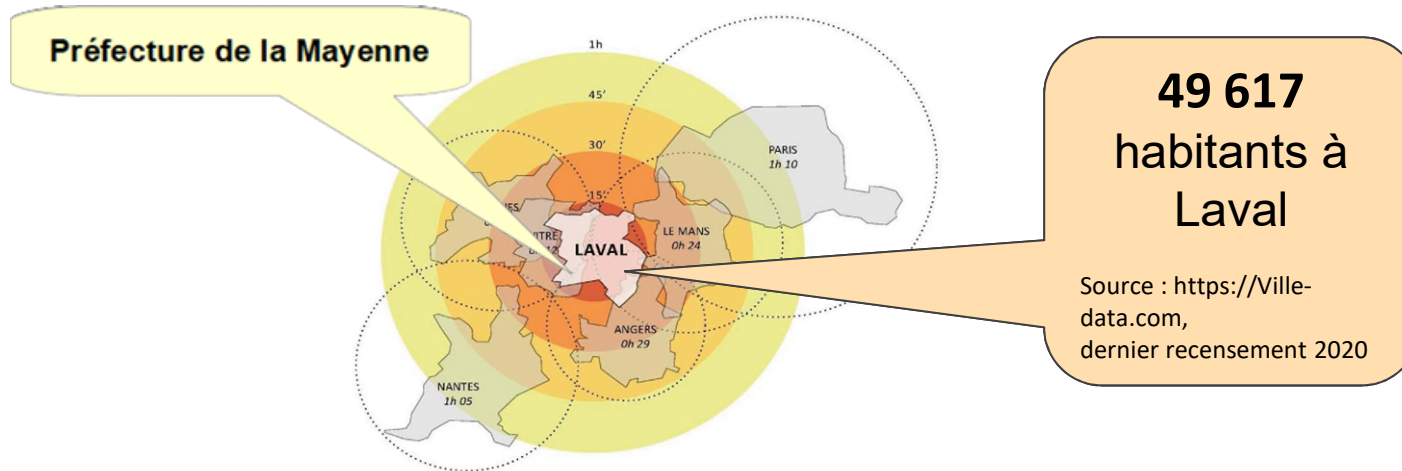 Préfecture de la Mayenne
1h
45'
30'
15'
PARIS
1h 10
LE MANS
0h 24
LAVAL
ANGERS
0h 29
NANTES
1h 05
49 617
habitants à
Laval
Source : https://Ville-
data.com,
dernier recensement 2020